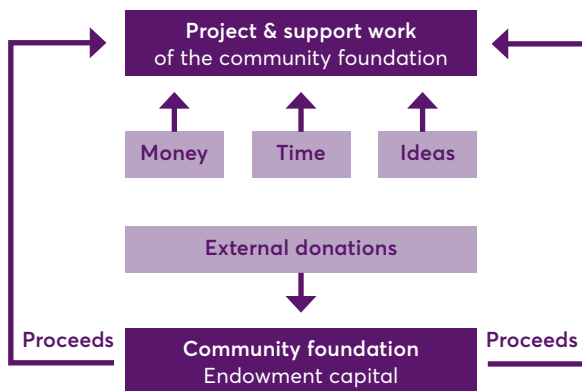 Project & support work
of the community foundation
Money
Time
Ideas
External donations
Proceeds
Community foundation
Endowment capital
Proceeds